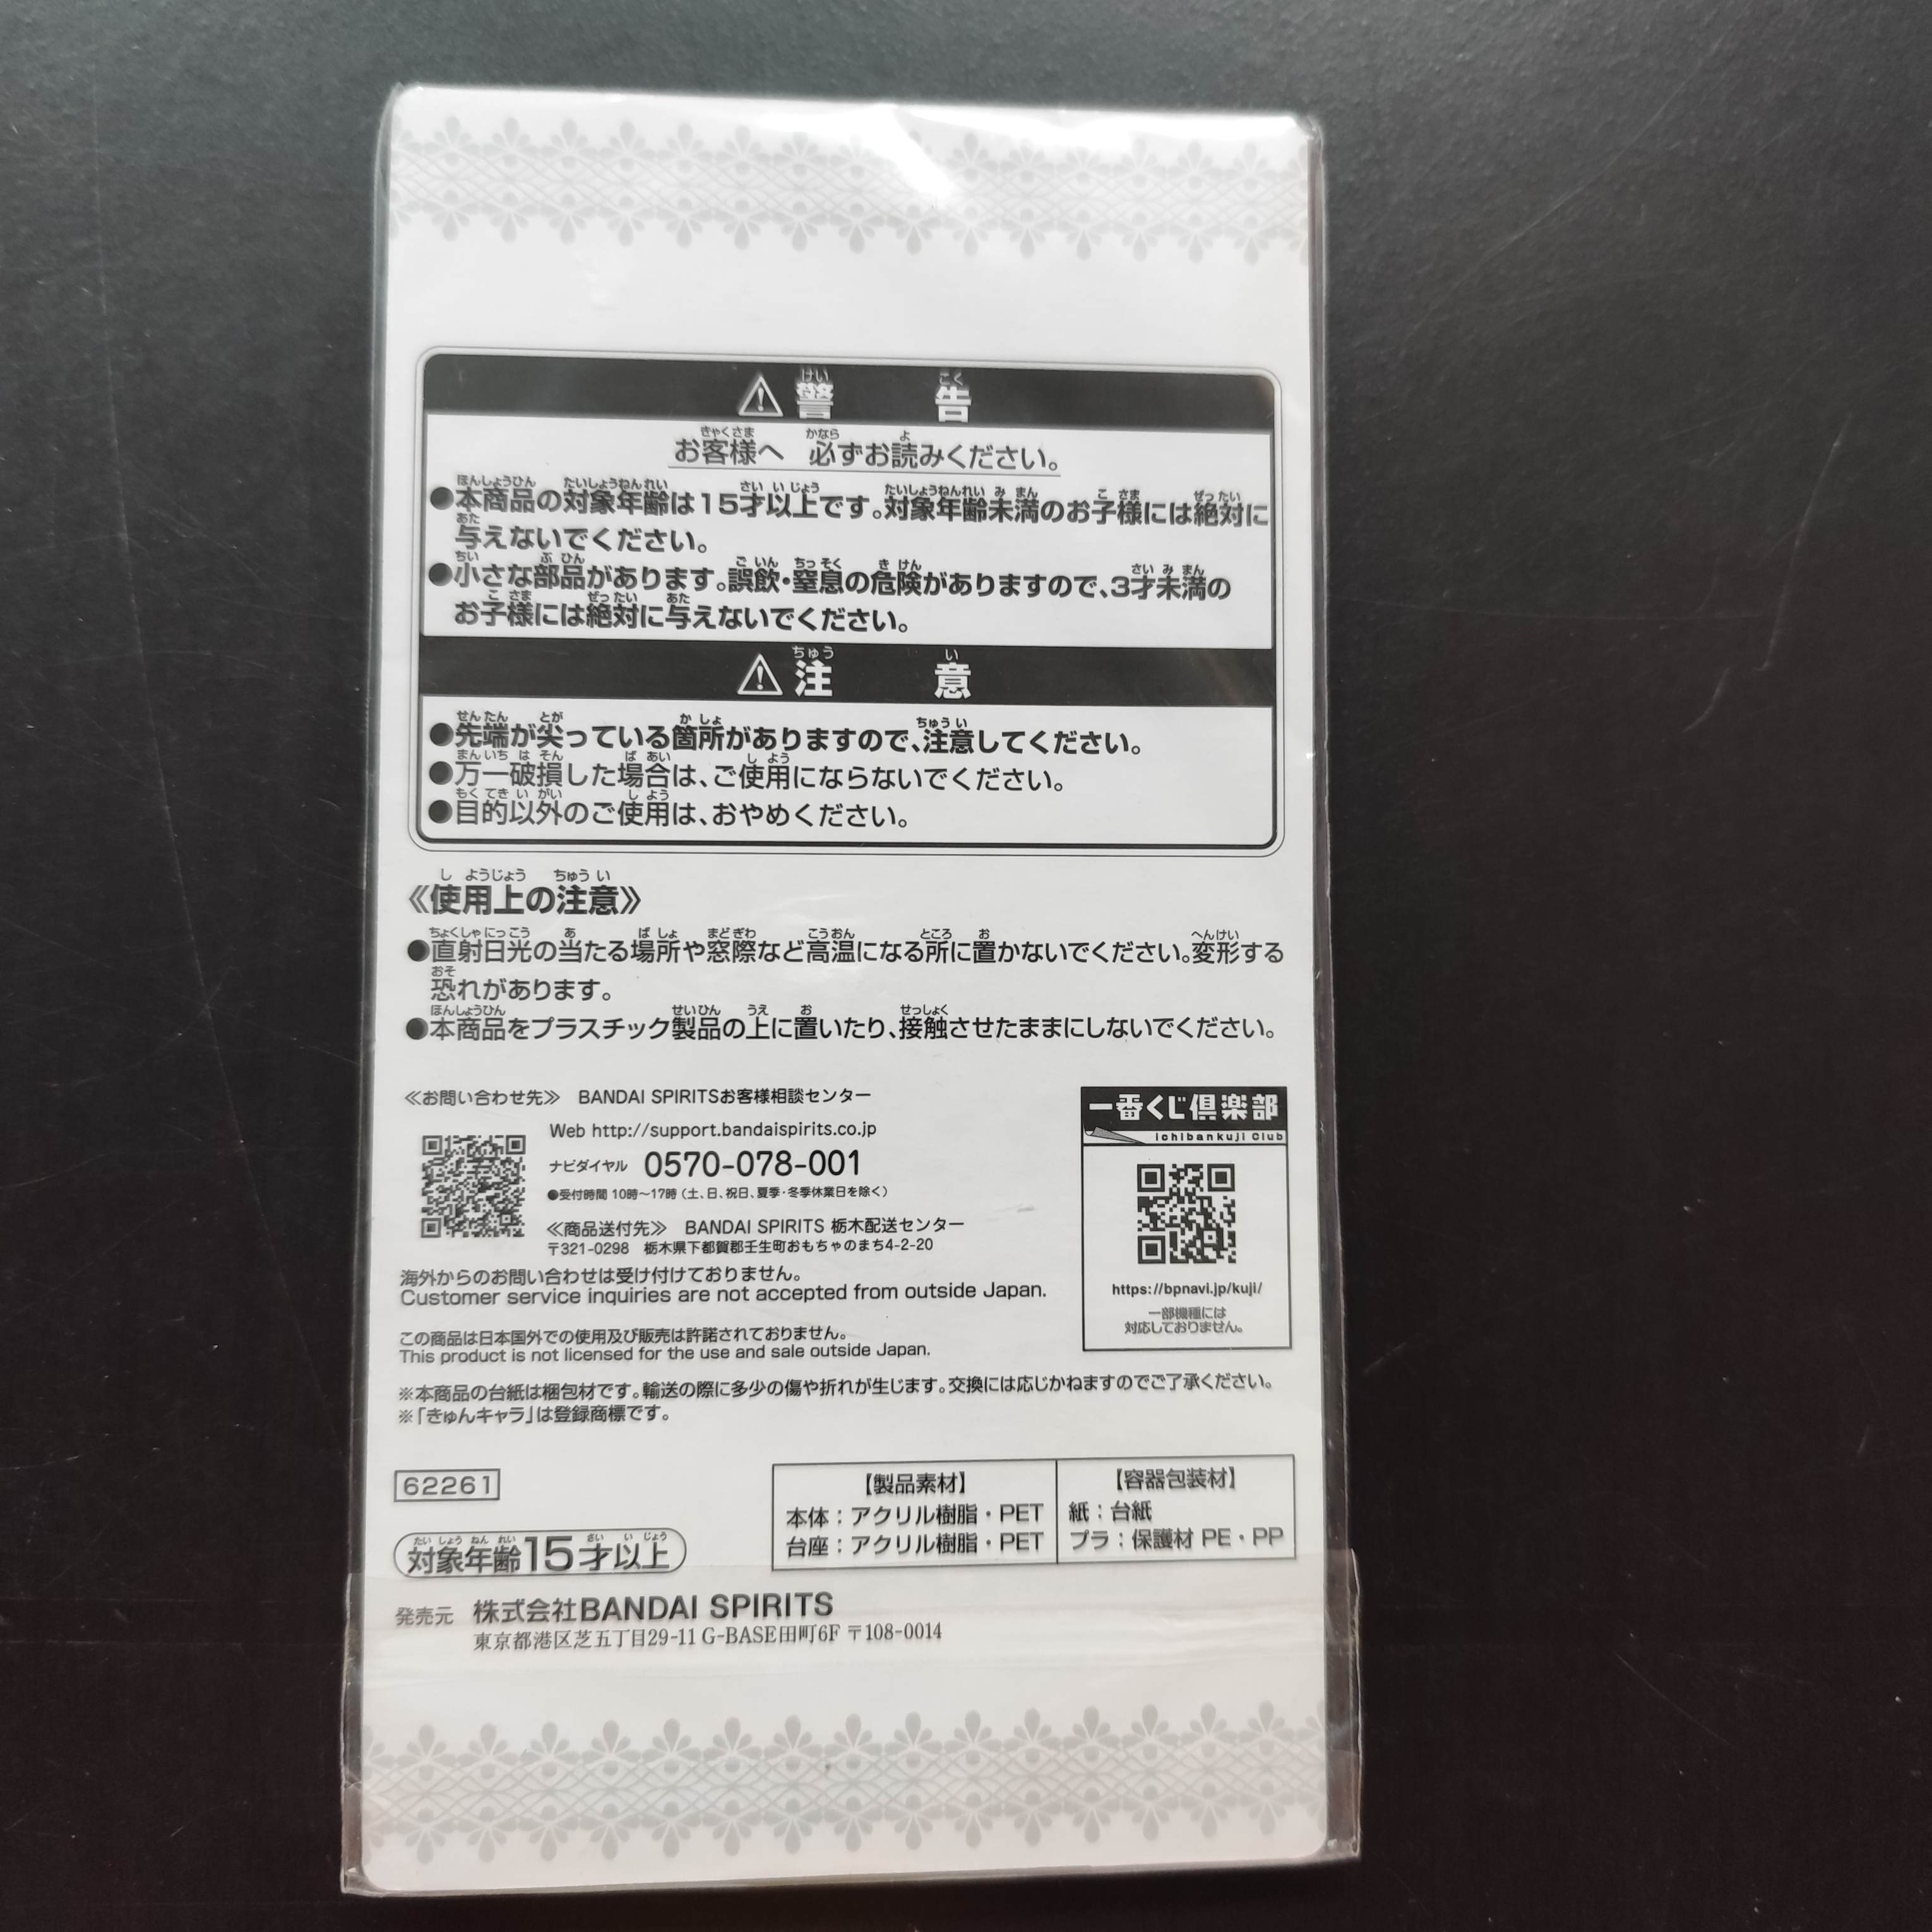 ⚠警告
お客様へ 必ずお読みください。
●本商品の対象年齢は15才以上です。対象年齢未満のお子様には絶対に
与えないでください。
●小さな部品があります。誤飲・窒息の危険がありますので、3才未満の
お子様には絶対に与えないでください。
⚠注意
●先端が尖っている箇所がありますので、注意してください。
●万一破損した場合は、ご使用にならないでください。
●目的以外のご使用は、おやめください。
《使用上の注意》
●直射日光の当たる場所や窓際など高温になる所に置かないでください。変形する
恐れがあります。
●本商品をプラスチック製品の上に置いたり、接触させたままにしないでください。
≪お問い合わせ先≫ BANDAI SPIRITSお客様相談センター
Web http://support.bandaispirits.co.jp
ナビダイヤル 0570-078-001
●受付時間 10時～17時（土、日、祝日、夏季・冬季休業日を除く）
≪商品送付先≫ BANDAI SPIRITS 栃木配送センター
〒321-0298 栃木県下都賀郡壬生町おもちゃのまち4-2-20
海外からのお問い合わせは受け付けておりません。
Customer service inquiries are not accepted from outside Japan.
一番くじ倶楽部
Ichibankuji Club
https://bpnavi.jp/kuji/
一部機種には
対応しておりません。
この商品は日本国外での使用及び販売は許諾されておりません。
This product is not licensed for the use and sale outside Japan.
※本商品の台紙は梱包材です。輸送の際に多少の傷や折れが生じます。交換には応じかねますのでご了承ください。
※「きゅんキャラ」は登録商標です。
62261
対象年齢15才以上
【製品素材】
本体：アクリル樹脂・PET
台座：アクリル樹脂・PET
【容器包装材】
紙：台紙
プラ：保護材 PE・PP
発売元 株式会社BANDAI SPIRITS
東京都港区芝五丁目29-11 G-BASE田町6F 〒108-0014